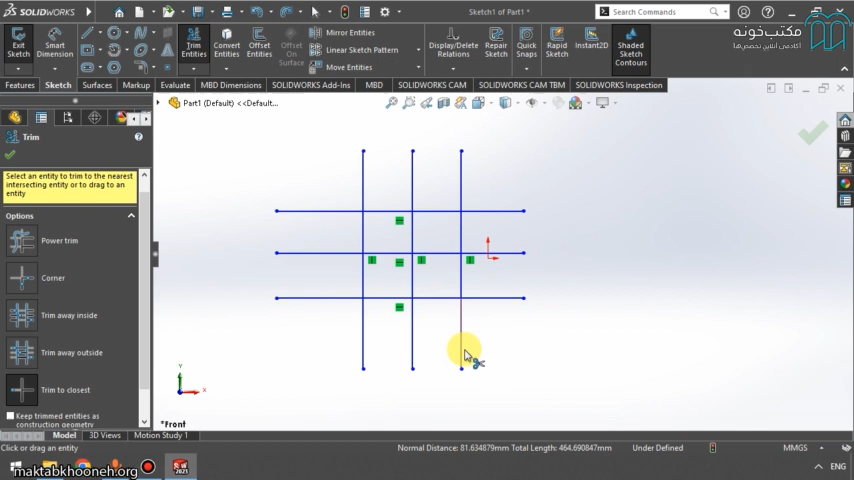 SOLIDWORKS
Sketch1 of Part1 *
Search Commands
مکتب‌خونه
آکادمی آنلاین تخصص‌ها
Exit Sketch
Smart Dimension
Trim Entities
Convert Entities
Offset Entities
Offset On Surface
Mirror Entities
Linear Sketch Pattern
Move Entities
Display/Delete Relations
Repair Sketch
Quick Snaps
Rapid Sketch
Instant2D
Shaded Sketch Contours
Features
Sketch
Surfaces
Markup
Evaluate
MBD Dimensions
SOLIDWORKS Add-Ins
MBD
SOLIDWORKS CAM
SOLIDWORKS CAM TBM
SOLIDWORKS Inspection
Part1 (Default) <<Default...
Trim
Select an entity to trim to the nearest
intersecting entity or to drag to an
entity
Options
Power trim
Corner
Trim away inside
Trim away outside
Trim to closest
Keep trimmed entities as
construction geometry
Y
X
*Front
Model
3D Views
Motion Study 1
Click or drag an entity
Normal Distance: 81.634879mm Total Length: 464.690847mm
Under Defined
MMGS
maktabkhooneh.org
SW
2023
ENG